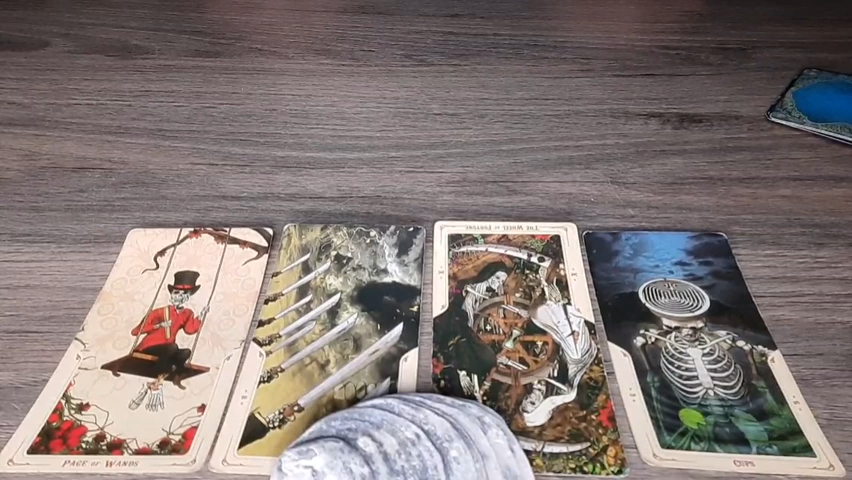 PAGE OF WANDS
THE WHEEL OF FORTUNE
CUPS